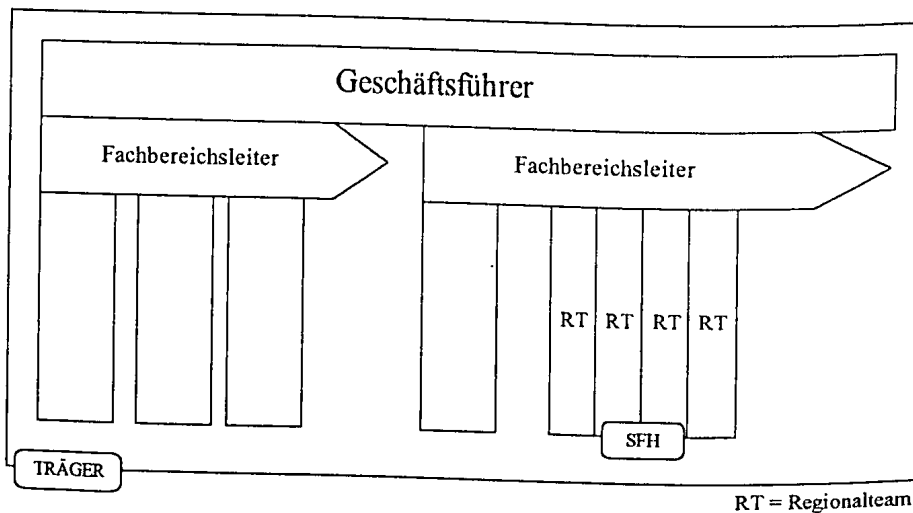 Geschäftsführer
Fachbereichsleiter
Fachbereichsleiter
RT RT RT RT
SFH
TRÄGER
RT = Regionalteam